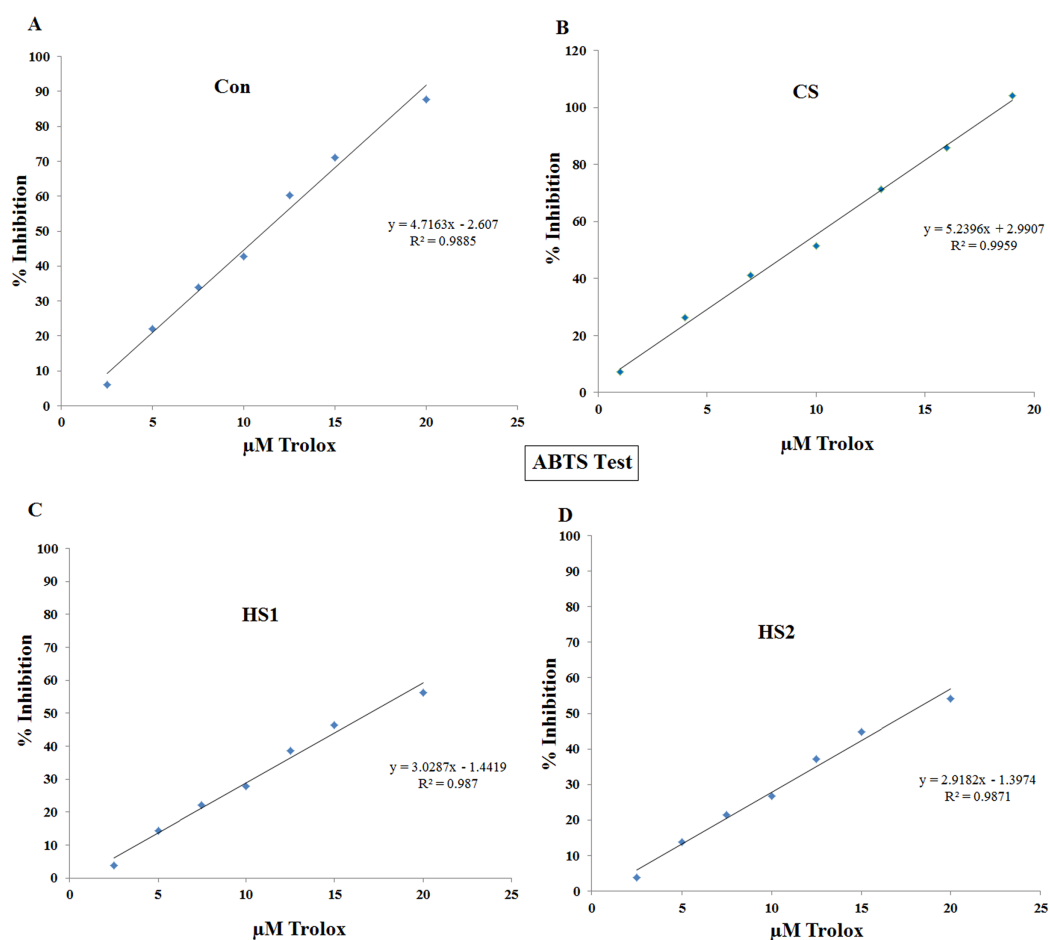 A
Con
100
90
80
70
60
50
40
30
20
10
0
% Inhibition
y = 4.7163x - 2.607
R² = 0.9885
0 5 10 15 20 25
µM Trolox
B
CS
120
100
80
60
40
20
0
% Inhibition
y = 5.2396x + 2.9907
R² = 0.9959
0 5 10 15 20
µM Trolox
ABTS Test
C
HS1
100
90
80
70
60
50
40
30
20
10
0
% Inhibition
y = 3.0287x - 1.4419
R² = 0.987
0 5 10 15 20 25
µM Trolox
D
HS2
100
90
80
70
60
50
40
30
20
10
0
% Inhibition
y = 2.9182x - 1.3974
R² = 0.9871
0 5 10 15 20 25
µM Trolox